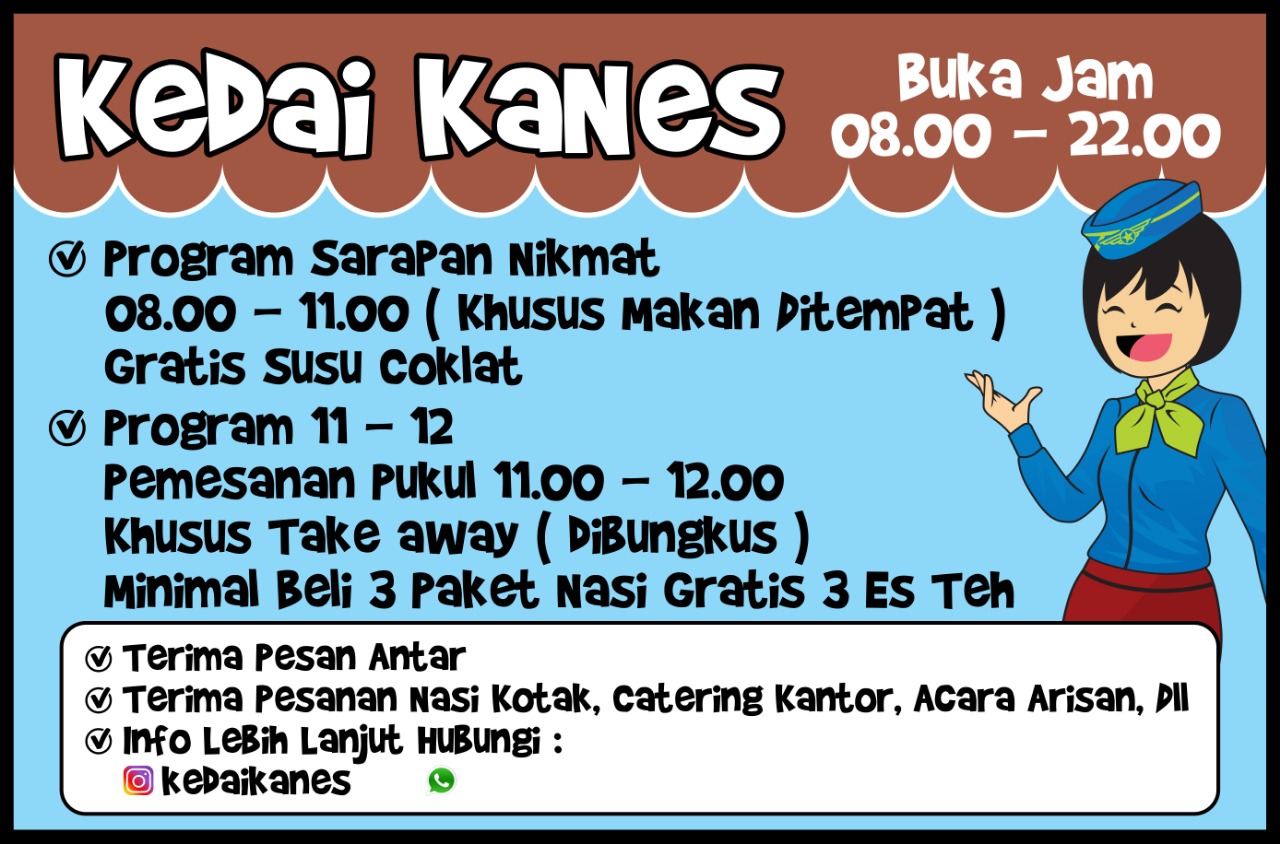 Kedai Kanes
Buka Jam
08.00 - 22.00
Program Sarapan Nikmat
08.00 - 11.00 ( Khusus Makan Ditempat )
Gratis Susu Coklat
Program 11 - 12
Pemesanan Pukul 11.00 - 12.00
Khusus Take away ( Dibungkus )
Minimal Beli 3 Paket Nasi Gratis 3 Es Teh
Terima Pesan Antar
Terima Pesanan Nasi Kotak, Catering Kantor, Acara Arisan, Dll
Info Lebih Lanjut Hubungi :
kedaikanes